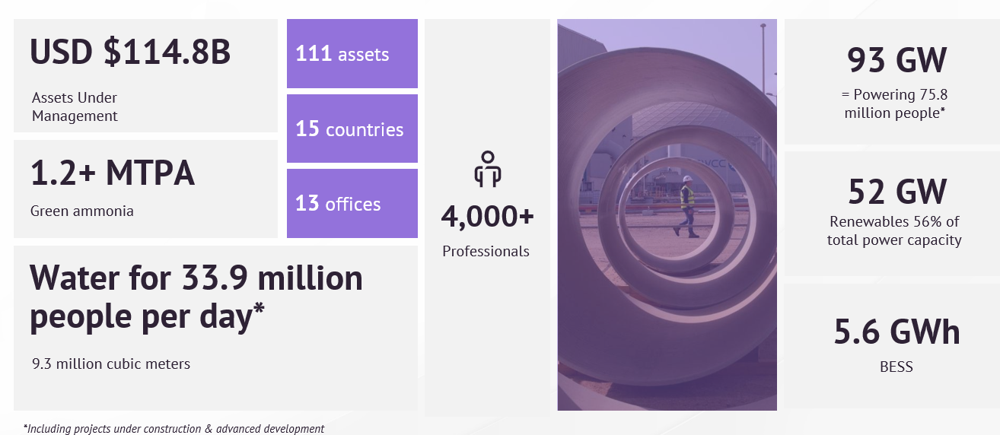 USD $114.8B
Assets Under
Management
1.2+ MTPA
Green ammonia
Water for 33.9 million
people per day*
9.3 million cubic meters
111 assets
15 countries
13 offices
4,000+
Professionals
93 GW
= Powering 75.8
million people*
52 GW
Renewables 56% of
total power capacity
5.6 GWh
BESS
*Including projects under construction & advanced development